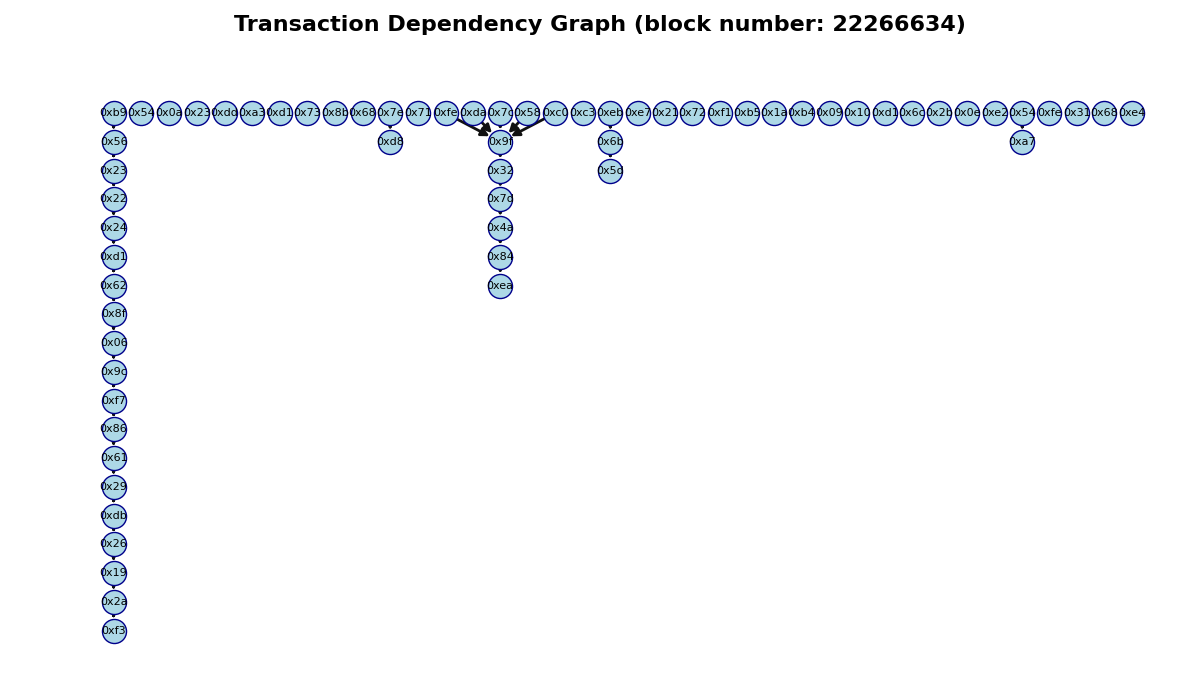 Transaction Dependency Graph (block number: 22266634)
0xb9 0x54 0x0a 0x23 0xdd 0xa3 0xd1 0x73 0x8b 0x68 0x7e 0x71 0xfe 0xda 0x7c 0x58 0xc0 0xc3 0xeb 0xe7 0x21 0x72 0xf1 0xb5 0x1a 0xb4 0x09 0x10 0xd1 0x6c 0x2b 0x0e 0xe2 0x54 0xfe 0x31 0x68 0xe4
0x56 0xd8 0x9f 0x6b 0xa7
0x23 0x32 0x5d
0x22 0x7d
0x24 0x4a
0xd1 0x84
0x62 0xea
0x8f
0x06
0x9c
0xf7
0x86
0x61
0x29
0xdb
0x26
0x19
0x2a
0xf3